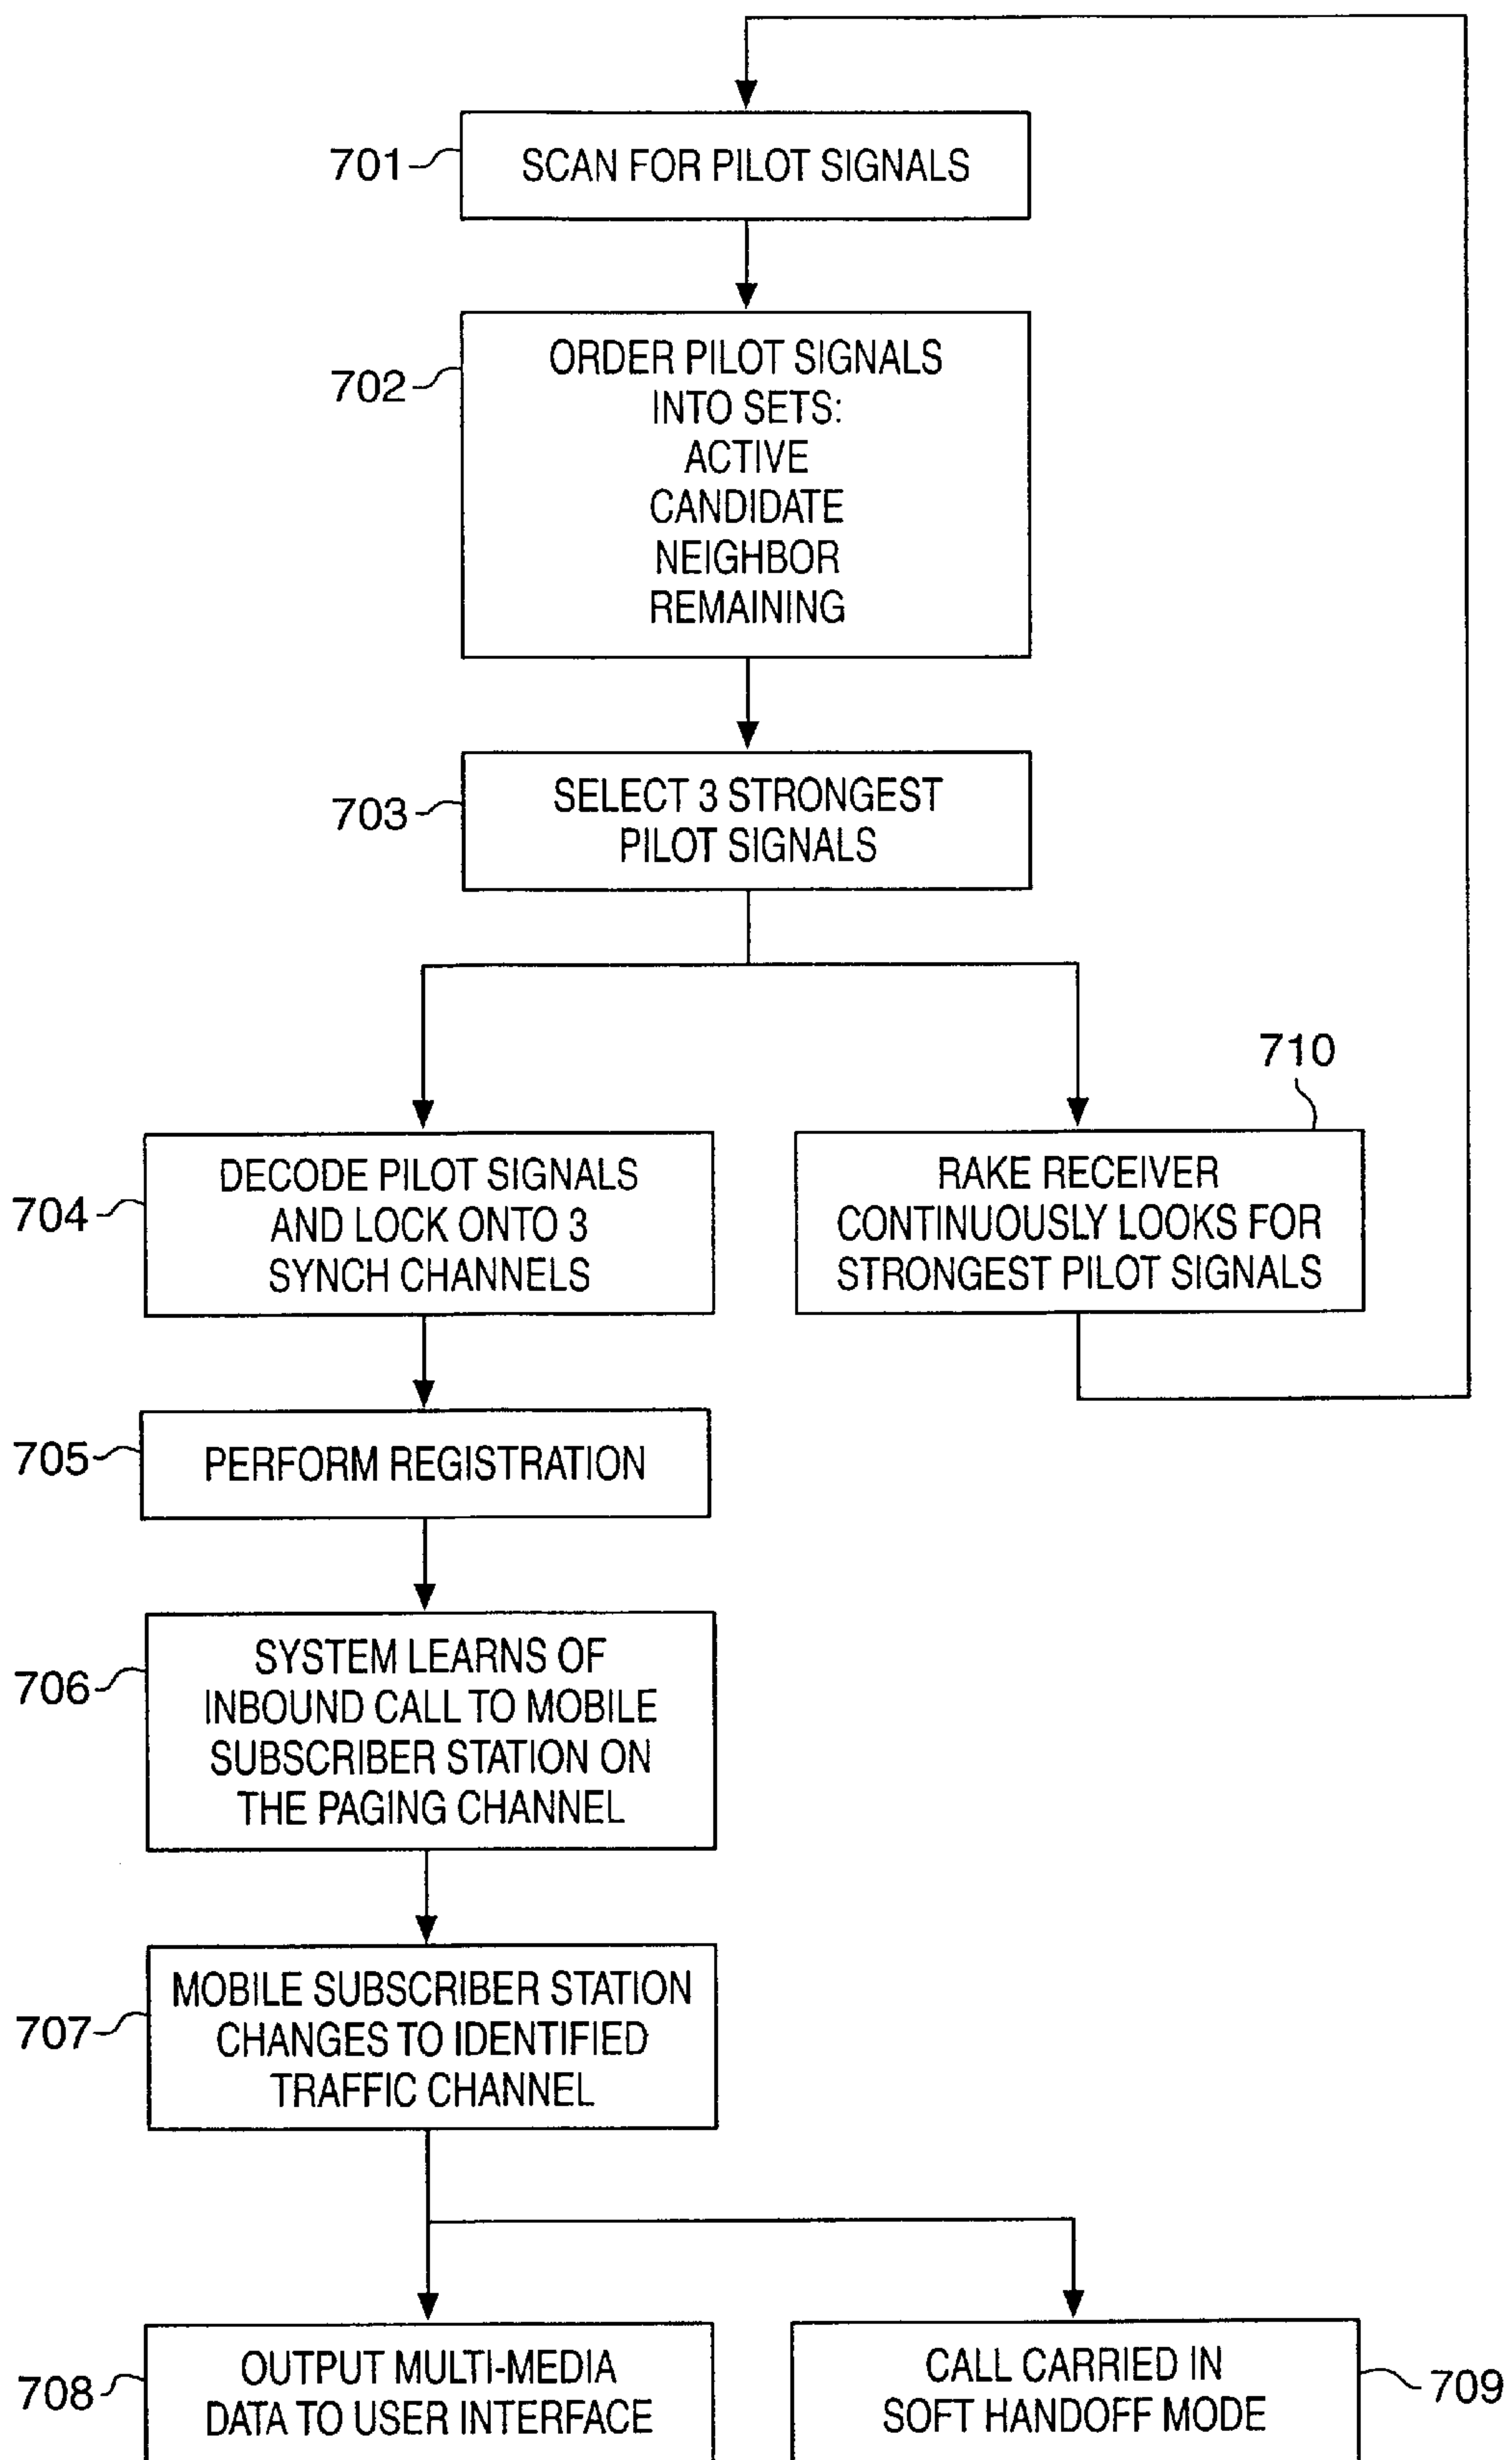 701
SCAN FOR PILOT SIGNALS
702
ORDER PILOT SIGNALS
INTO SETS:
ACTIVE
CANDIDATE
NEIGHBOR
REMAINING
703
SELECT 3 STRONGEST
PILOT SIGNALS
704
DECODE PILOT SIGNALS
AND LOCK ONTO 3
SYNCH CHANNELS
710
RAKE RECEIVER
CONTINUOUSLY LOOKS FOR
STRONGEST PILOT SIGNALS
705
PERFORM REGISTRATION
706
SYSTEM LEARNS OF
INBOUND CALL TO MOBILE
SUBSCRIBER STATION ON
THE PAGING CHANNEL
707
MOBILE SUBSCRIBER STATION
CHANGES TO IDENTIFIED
TRAFFIC CHANNEL
708
OUTPUT MULTI-MEDIA
DATA TO USER INTERFACE
CALL CARRIED IN
SOFT HANDOFF MODE
709